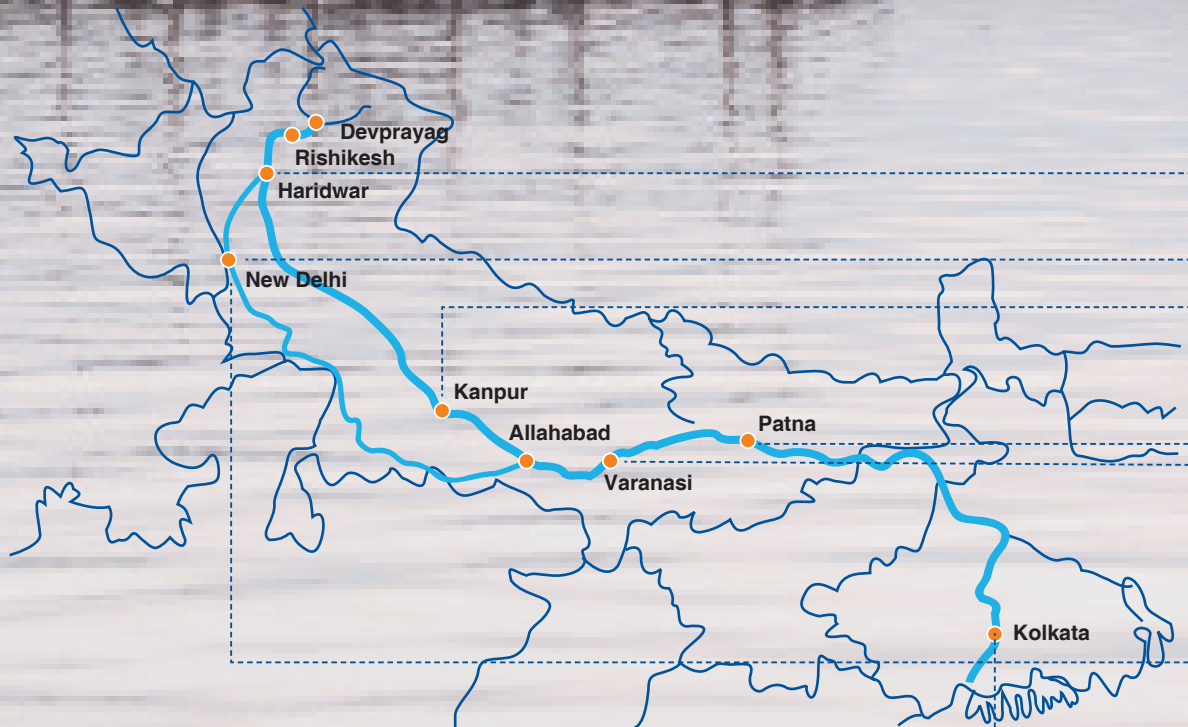 Devprayag
Rishikesh
Haridwar
New Delhi
Kanpur
Allahabad
Patna
Varanasi
Kolkata